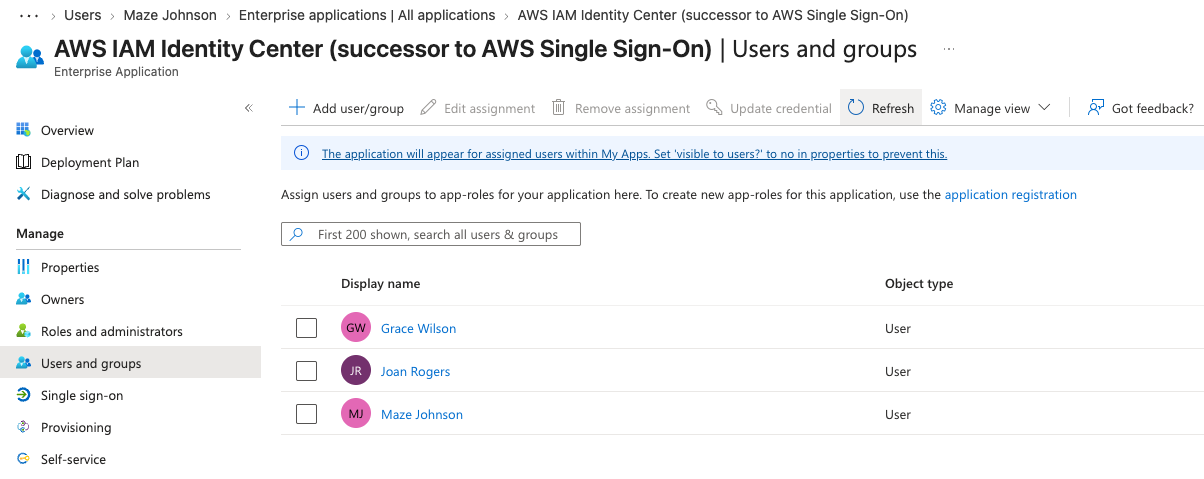 ··· > Users > Maze Johnson > Enterprise applications | All applications > AWS IAM Identity Center (successor to AWS Single Sign-On)
AWS IAM Identity Center (successor to AWS Single Sign-On) | Users and groups ···
Enterprise Application
«
Overview
Deployment Plan
Diagnose and solve problems
Manage
Properties
Owners
Roles and administrators
Users and groups
Single sign-on
Provisioning
Self-service
Add user/group Edit assignment Remove assignment Update credential Refresh Manage view Got feedback?
The application will appear for assigned users within My Apps. Set 'visible to users?' to no in properties to prevent this.
Assign users and groups to app-roles for your application here. To create new app-roles for this application, use the application registration
First 200 shown, search all users & groups
Display name Object type
GW Grace Wilson User
JR Joan Rogers User
MJ Maze Johnson User